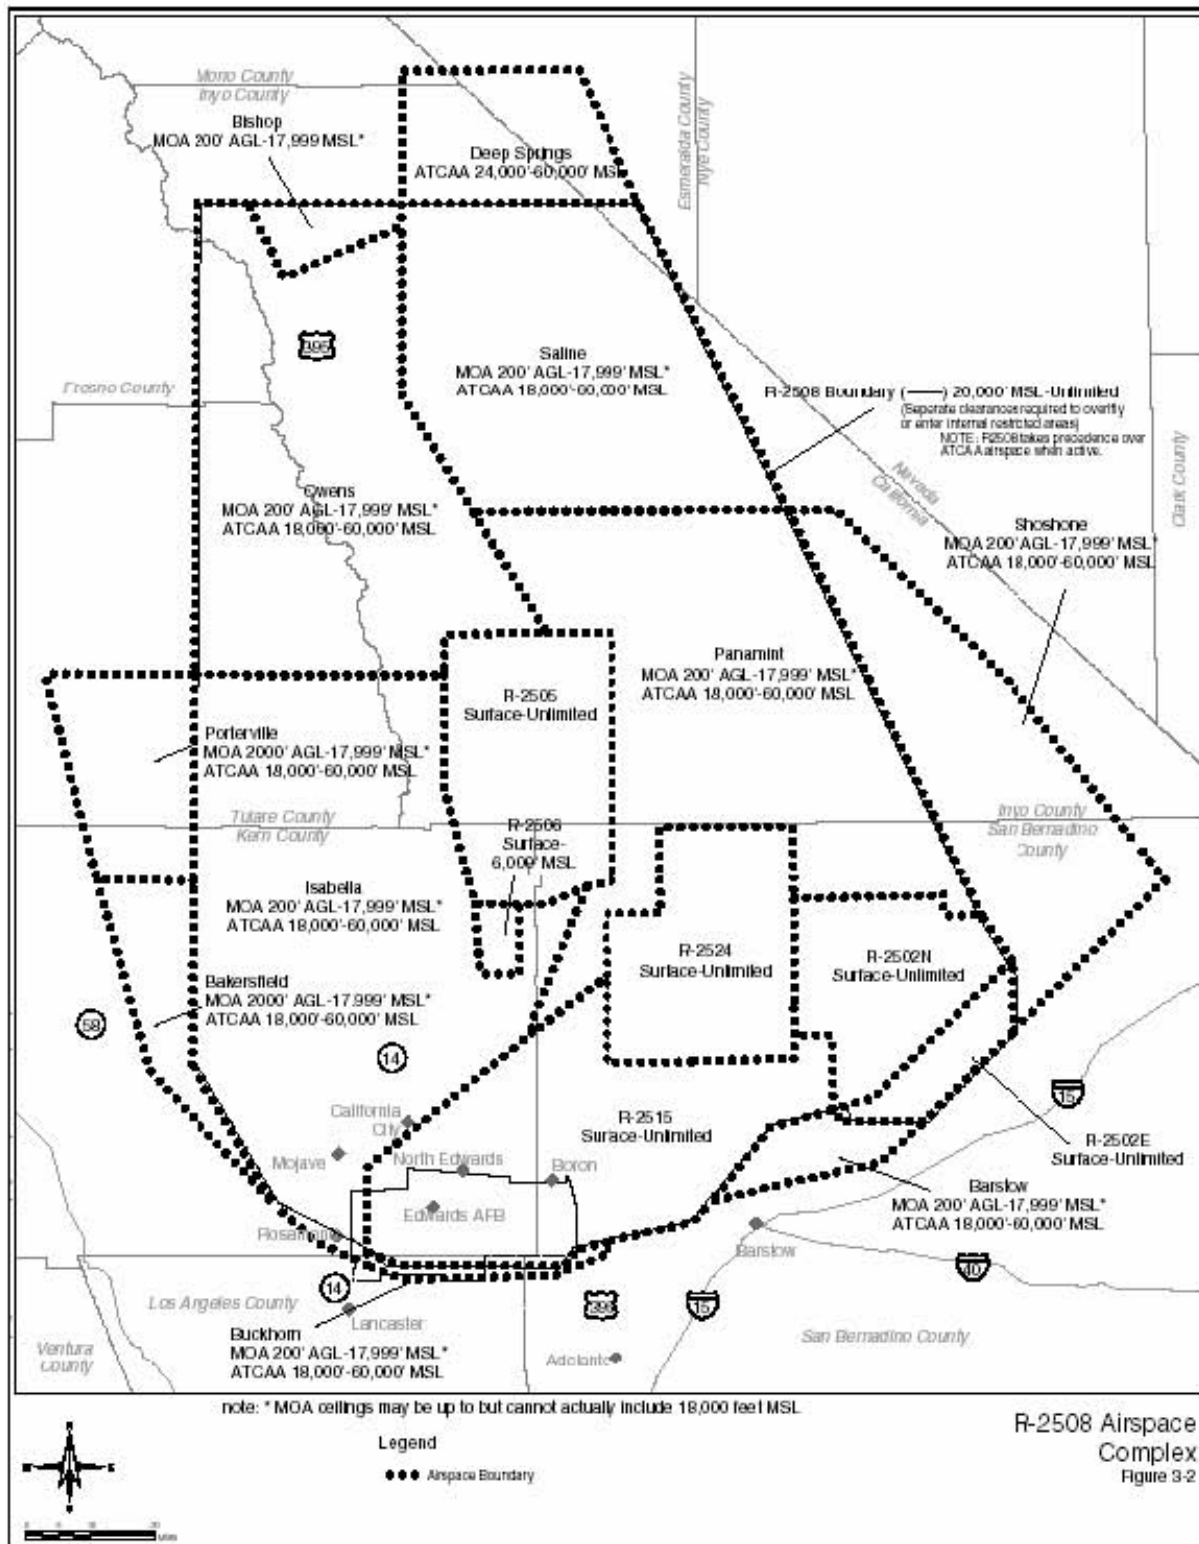 Mono County
Inyo County
Bishop
MOA 200' AGL-17,999 MSL*
Deep Springs
ATCAA 24,000'-60,000' MSL
Esmeralda County
Nye County
395
Saline
MOA 200' AGL-17,999' MSL*
ATCAA 18,000'-60,000' MSL
Fresno County
R-2508 Boundary (——) 20,000' MSL-Unlimited
(Seperate clearances required to overfly
or enter internal restricted areas)
NOTE: R2508 takes precedence over
ATCAA airspace when active.
Nevada
California
Clark County
Owens
MOA 200' AGL-17,999' MSL*
ATCAA 18,000'-60,000' MSL
Shoshone
MOA 200' AGL-17,999' MSL*
ATCAA 18,000'-60,000' MSL
Panamint
MOA 200' AGL-17,999' MSL*
ATCAA 18,000'-60,000' MSL
R-2505
Surface-Unlimited
Porterville
MOA 2000' AGL-17,999' MSL*
ATCAA 18,000'-60,000' MSL
Tulare County
Kern County
Inyo County
San Bernadino
County
R-2506
Surface-
6,000' MSL
Isabella
MOA 200' AGL-17,999' MSL*
ATCAA 18,000'-60,000' MSL
R-2524
Surface-Unlimited
R-2502N
Surface-Unlimited
Bakersfield
MOA 2000' AGL-17.999' MSL*
ATCAA 18,000'-60,000' MSL
58
14
15
California
City
R-2515
Surace-Unlimited
R-2502E
Surface-Unlimited
Mojave
North Edwards
Boron
Barstow
MOA 200' AGL-17,999' MSL*
ATCAA 18,000'-60,000' MSL
Edwards AFB
Rosamond
Barstow
40
14
Los Angeles County
Lancaster
395
15
Buckhorn
MOA 200' AGL-17,999' MSL*
ATCAA 18,000'-60,000' MSL
San Bernadino County
Ventura
County
Adelanto
note: * MOA ceilings may be up to but cannot actually include 18,000 feet MSL
R-2508 Airspace
Complex
Figure 3-2
Legend
Airspace Boundary